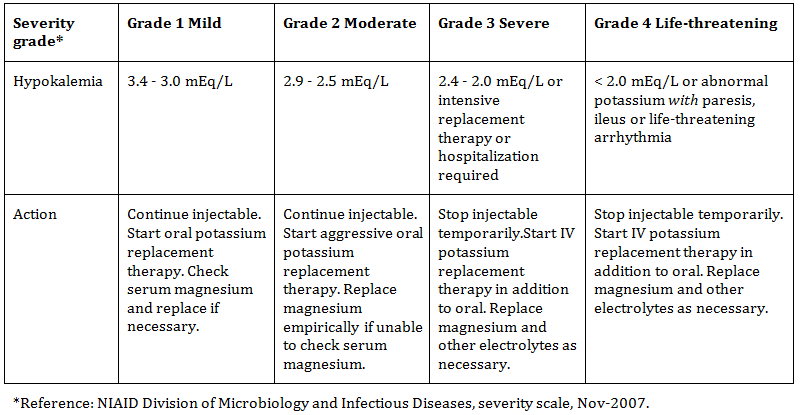 Severity grade*
Grade 1 Mild
Grade 2 Moderate
Grade 3 Severe
Grade 4 Life-threatening
Hypokalemia
3.4 - 3.0 mEq/L
2.9 - 2.5 mEq/L
2.4 - 2.0 mEq/L or
intensive
replacement
therapy or
hospitalization
required
< 2.0 mEq/L or abnormal
potassium with paresis,
ileus or life-threatening
arrhythmia
Action
Continue injectable.
Start oral potassium
replacement
therapy. Check
serum magnesium
and replace if
necessary.
Continue injectable.
Start aggressive oral
potassium
replacement
therapy. Replace
magnesium
empirically if unable
to check serum
magnesium.
Stop injectable
temporarily.Start IV
potassium
replacement
therapy in addition
to oral. Replace
magnesium and
other electrolytes as
necessary.
Stop injectable temporarily.
Start IV potassium
replacement therapy in
addition to oral. Replace
magnesium and other
electrolytes as necessary.
*Reference: NIAID Division of Microbiology and Infectious Diseases, severity scale, Nov-2007.